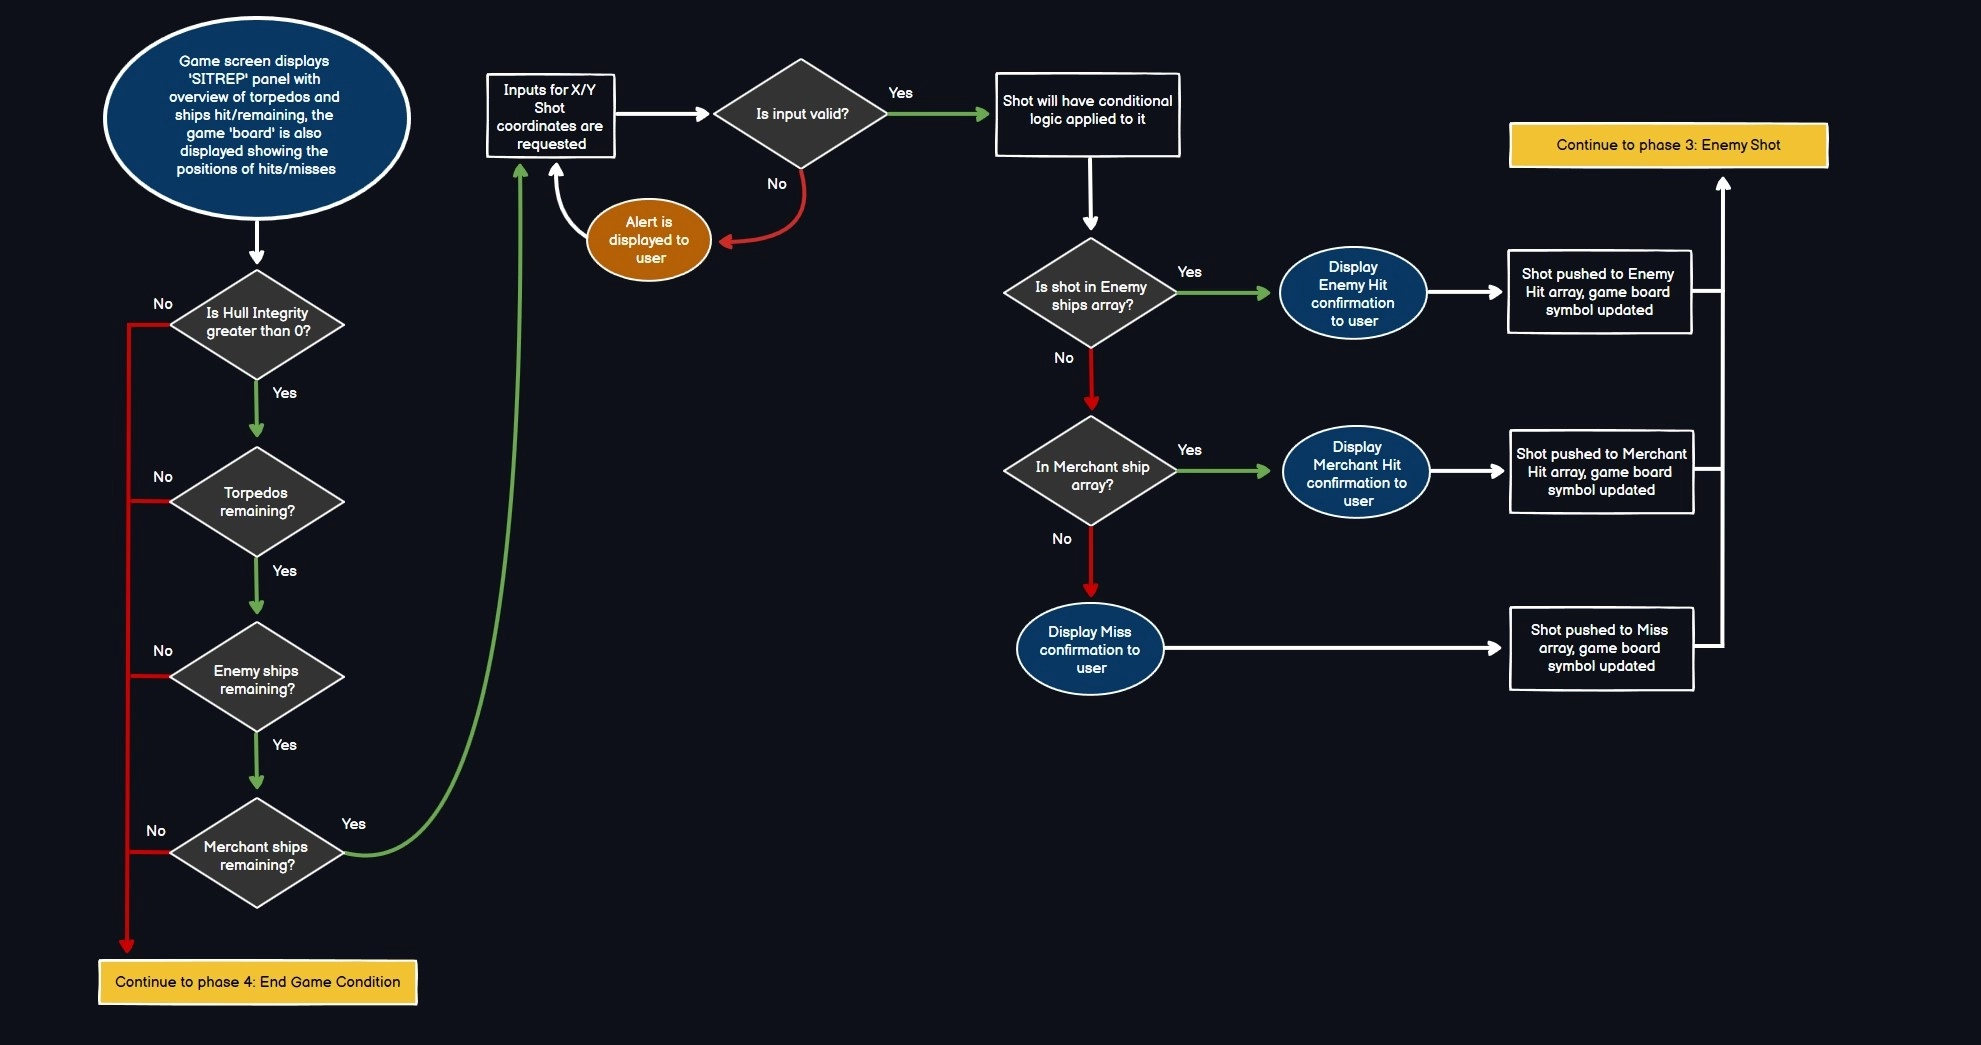 Game screen displays
'SITREP' panel with
overview of torpedos and
ships hit/remaining, the
game 'board' is also
displayed showing the
positions of hits/misses
No
Is Hull Integrity
greater than 0?
Yes
No
Torpedos
remaining?
Yes
No
Enemy ships
remaining?
Yes
No
Merchant ships
remaining?
Yes
Continue to phase 4: End Game Condition
Inputs for X/Y
Shot
coordinates are
requested
Is input valid?
Yes
No
Alert is
displayed to
user
Shot will have conditional
logic applied to it
Is shot in Enemy
ships array?
Yes
Display
Enemy Hit
confirmation
to user
Shot pushed to Enemy
Hit array, game board
symbol updated
No
In Merchant ship
array?
Yes
Display
Merchant Hit
confirmation to
user
Shot pushed to Merchant
Hit array, game board
symbol updated
No
Display Miss
confirmation to
user
Shot pushed to Miss
array, game board
symbol updated
Continue to phase 3: Enemy Shot